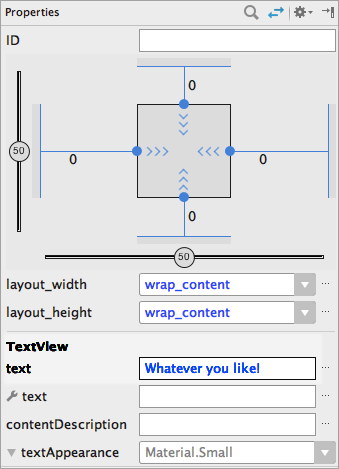 Properties
ID
0
50
0
0
0
50
layout_width wrap_content
layout_height wrap_content
TextView
text Whatever you like!
text
contentDescription
textAppearance Material.Small